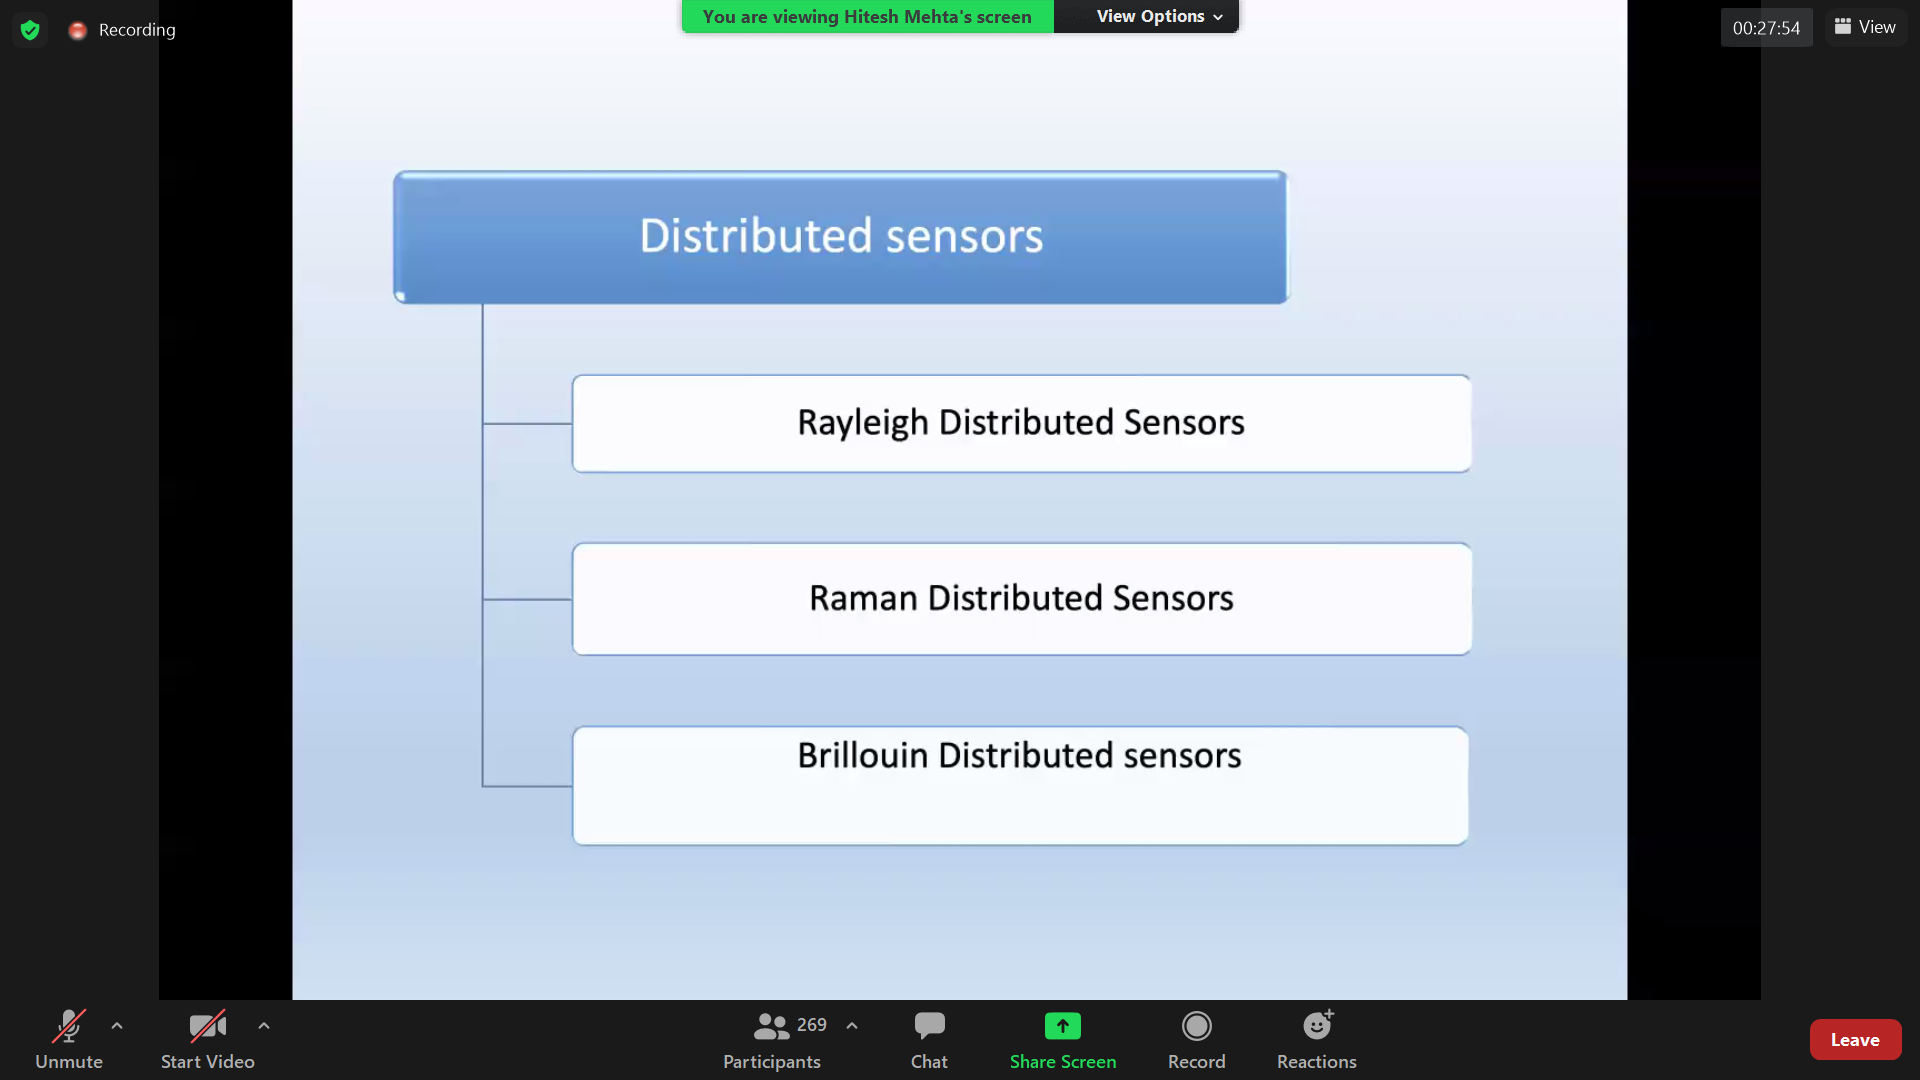 Recording
You are viewing Hitesh Mehta's screen
View Options
00:27:54
View
Distributed sensors
Rayleigh Distributed Sensors
Raman Distributed Sensors
Brillouin Distributed sensors
Unmute
Start Video
269
Participants
Chat
Share Screen
Record
Reactions
Leave